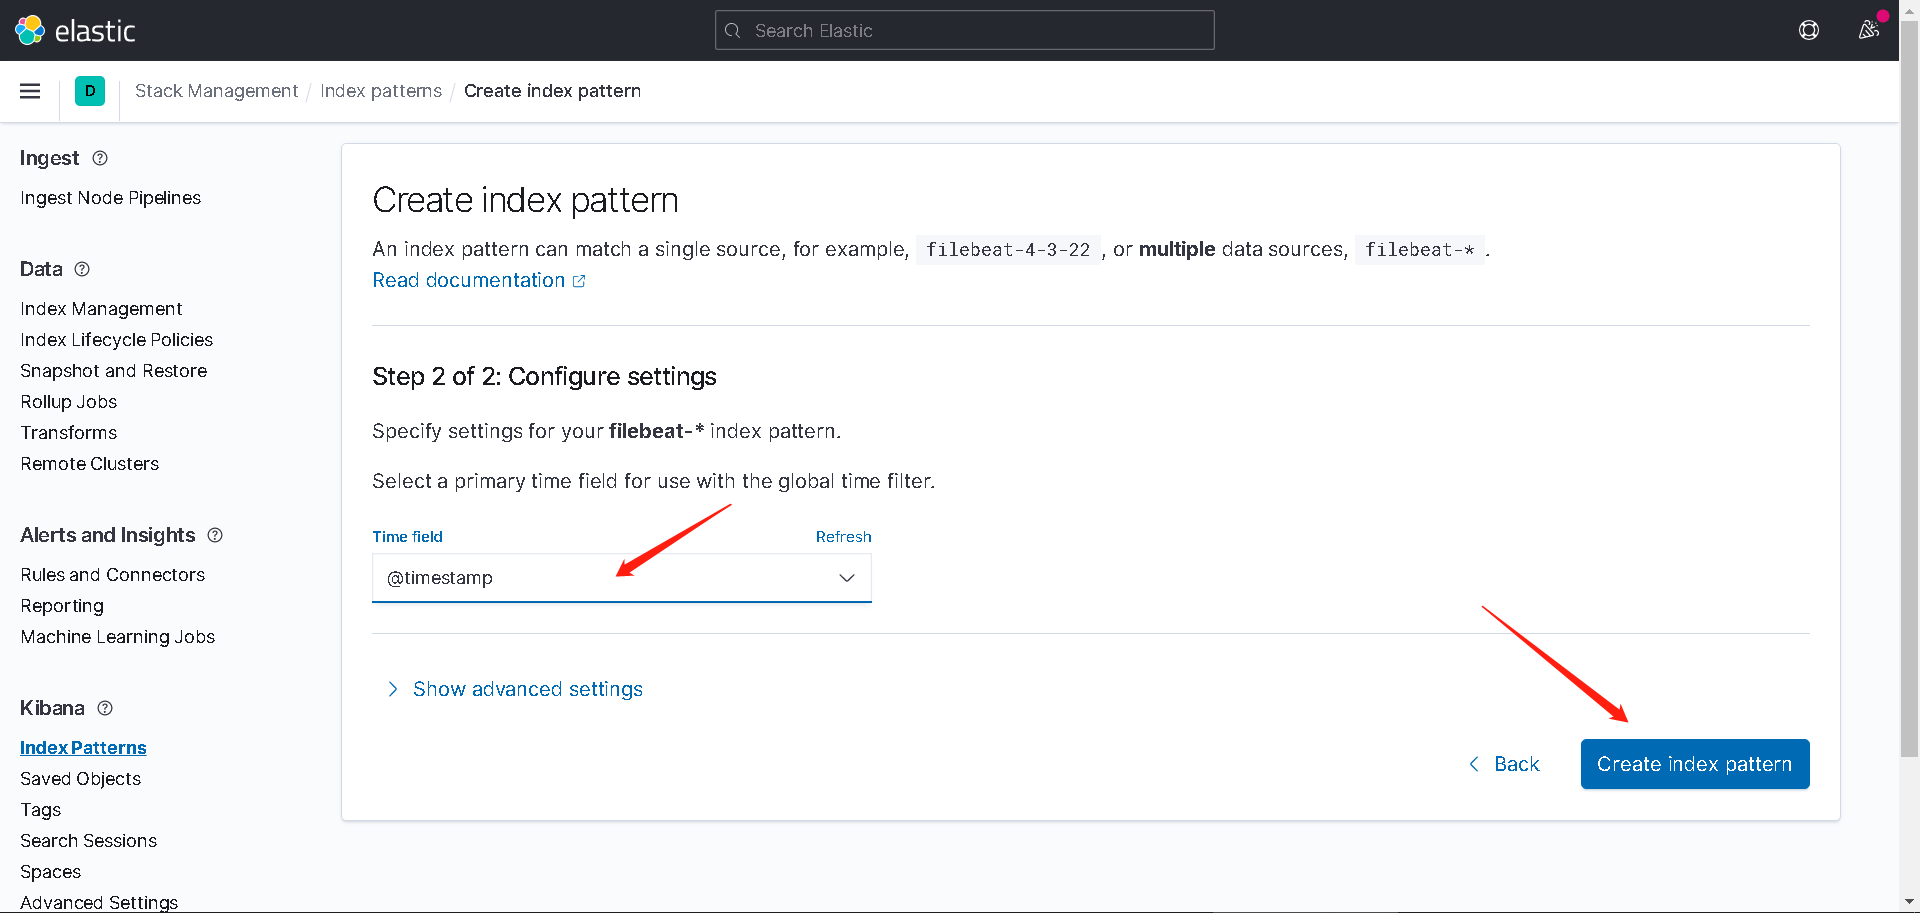 elastic
Search Elastic
D
Stack Management / Index patterns / Create index pattern
Ingest
Ingest Node Pipelines
Data
Index Management
Index Lifecycle Policies
Snapshot and Restore
Rollup Jobs
Transforms
Remote Clusters
Alerts and Insights
Rules and Connectors
Reporting
Machine Learning Jobs
Kibana
Index Patterns
Saved Objects
Tags
Search Sessions
Spaces
Advanced Settings
Create index pattern
An index pattern can match a single source, for example, filebeat-4-3-22 , or multiple data sources, filebeat-* .
Read documentation
Step 2 of 2: Configure settings
Specify settings for your filebeat-* index pattern.
Select a primary time field for use with the global time filter.
Time field Refresh
@timestamp
Show advanced settings
Back Create index pattern